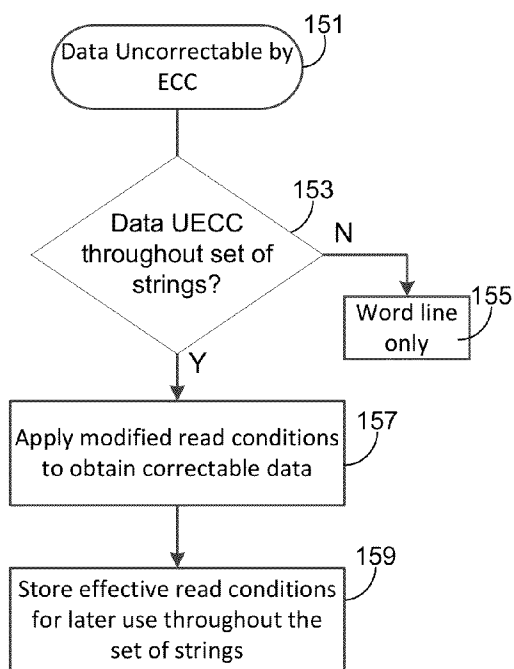 151
Data Uncorrectable by
ECC
153
Data UECC
throughout set of
strings?
N
155
Word line
only
Y
157
Apply modified read conditions
to obtain correctable data
159
Store effective read conditions
for later use throughout the
set of strings